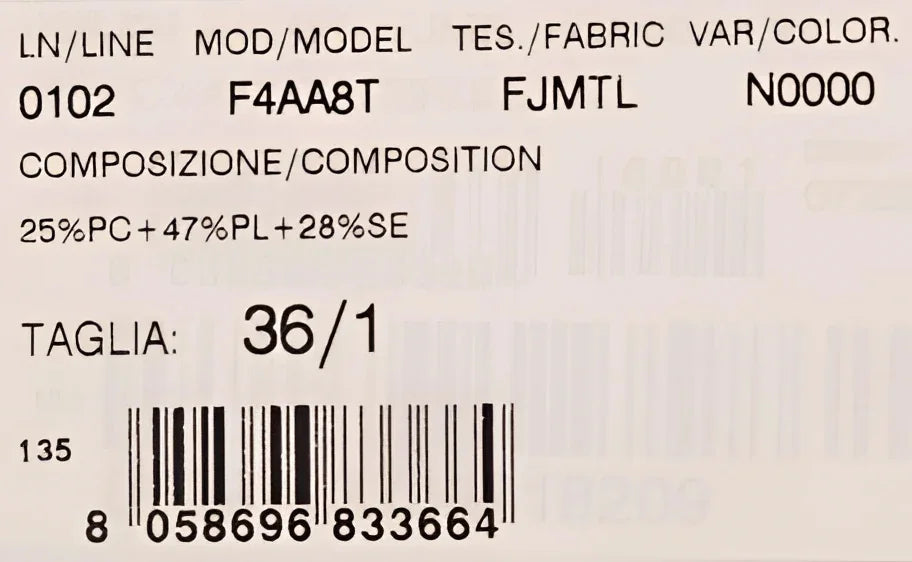 LN/LINE MOD/MODEL TES./FABRIC VAR/COLOR.
0102 F4AA8T FJMTL N0000
COMPOSIZIONE/COMPOSITION
25%PC+47%PL+28%SE
TAGLIA: 36/1
135
8 058696 833664
18209